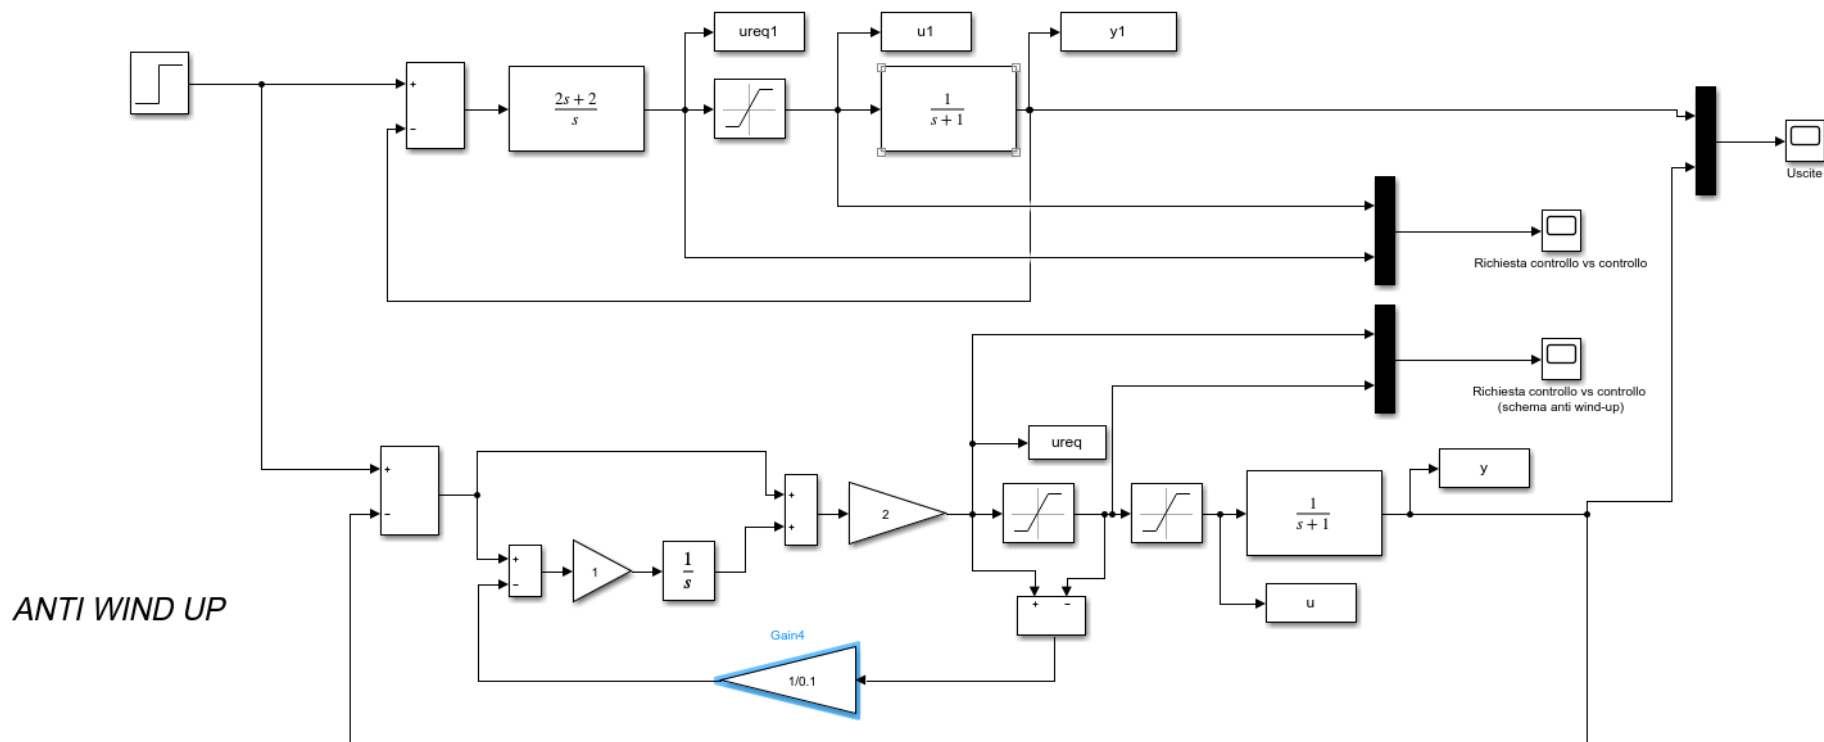 ureq1
u1
y1
+
−
2s + 2
s
1
s + 1
Uscite
Richiesta controllo vs controllo
Richiesta controllo vs controllo
(schema anti wind-up)
ureq
y
+
−
+
+
2
1
s + 1
+
−
1
1
s
+ −
u
ANTI WIND UP
Gain4
1/0.1